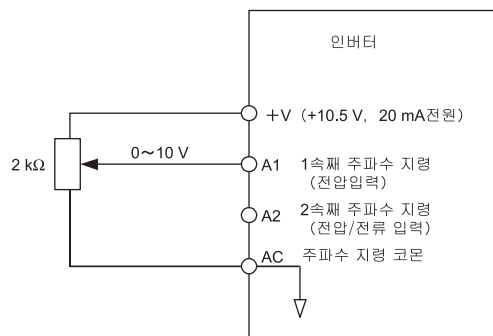 인버터
+V (+10.5 V, 20 mA전원)
0～10 V
2 kΩ
A1
1속째 주파수 지령
(전압입력)
A2
2속째 주파수 지령
(전압/전류 입력)
AC
주파수 지령 코몬